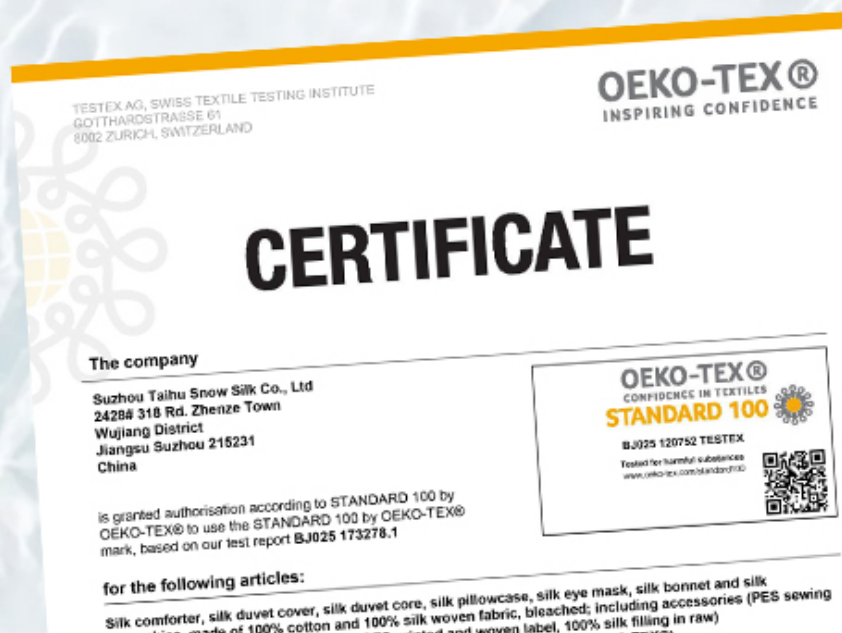 TESTEX AG, SWISS TEXTILE TESTING INSTITUTE
GOTTHARDSTRASSE 61
8002 ZURICH, SWITZERLAND
OEKO-TEX®
INSPIRING CONFIDENCE
CERTIFICATE
The company
Suzhou Taihu Snow Silk Co., Ltd
2428# 318 Rd. Zhenze Town
Wujiang District
Jiangsu Suzhou 215231
China
OEKO-TEX®
CONFIDENCE IN TEXTILES
STANDARD 100
BJ025 120752 TESTEX
Tested for harmful substances
www.oeko-tex.com/standard100
is granted authorisation according to STANDARD 100 by
OEKO-TEX® to use the STANDARD 100 by OEKO-TEX®
mark, based on our test report BJ025 173278.1
for the following articles:
Silk comforter, silk duvet cover, silk duvet core, silk pillowcase, silk eye mask, silk bonnet and silk
made of 100% cotton and 100% silk woven fabric, bleached; including accessories (PES sewing
and woven label, 100% silk filling in raw)